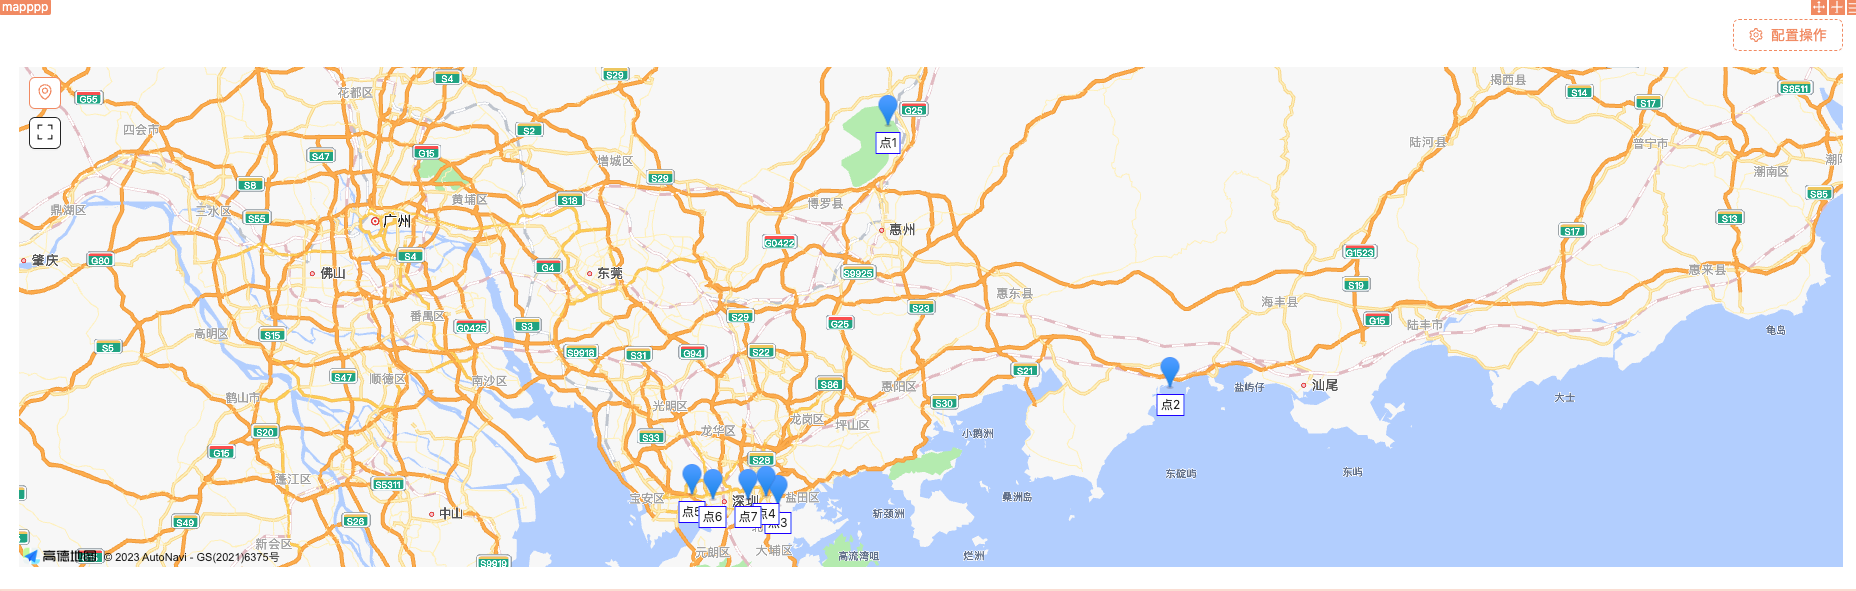 mapppp
配置操作
S4
S29
揭西县
S14
S17
S8511
G55
花都区
四会市
S2
G25
点1
陆河县
普宁市
潮阳
S47
G15
增城区
S29
潮南区
S8
黄埔区
S18
博罗县
S85
鼎湖区
三水区
S55
广州
S13
惠州
S17
G0422
S4
G1523
肇庆
G80
佛山
G4
东莞
S9925
惠来县
S19
惠东县
海丰县
S23
番禺区
S29
G25
G15
陆丰市
龟岛
高明区
S15
G0425
S3
S5
S9918
S31
G94
S22
S47
顺德区
南沙区
S86
惠阳区
S21
盐屿仔
汕尾
鹤山市
光明区
S30
点2
大士
龙岗区
坪山区
S20
S33
龙华区
小鹅洲
G15
S28
东碇屿
东屿
蓬江区
S5311
宝安区
深圳
盐田区
桑洲岛
点5
点6
点7
点4
点3
斩颈洲
中山
S49
S26
新会区
元朗区
大埔区
高流湾咀
烂洲
高德地图
© 2023 AutoNavi - GS(2021)6375号
S9919